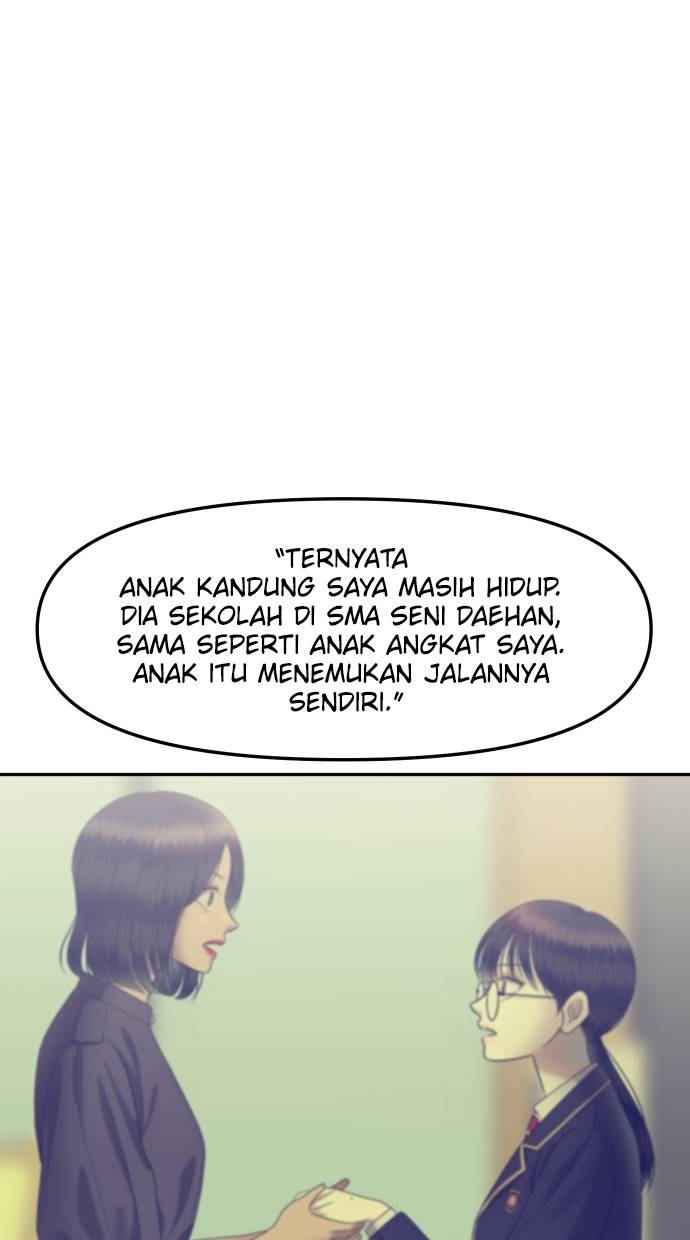 “TERNYATA
ANAK KANDUNG SAYA MASIH HIDUP.
DIA SEKOLAH DI SMA SENI DAEHAN,
SAMA SEPERTI ANAK ANGKAT SAYA.
ANAK ITU MENEMUKAN JALANNYA
SENDIRI.”